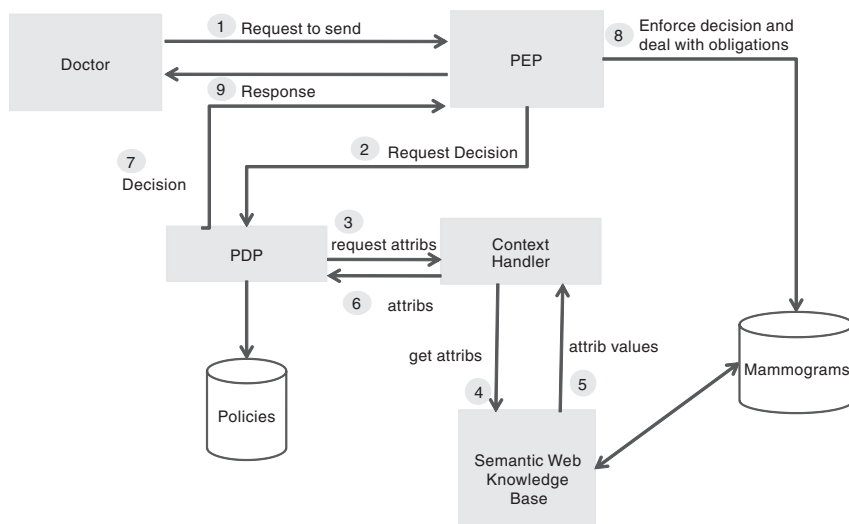 1
Request to send
8
Enforce decision and
deal with obligations
Doctor
PEP
9
Response
2
Request Decision
7
Decision
3
request attribs
PDP
Context
Handler
6
attribs
get attribs
attrib values
4
5
Policies
Mammograms
Semantic Web
Knowledge
Base